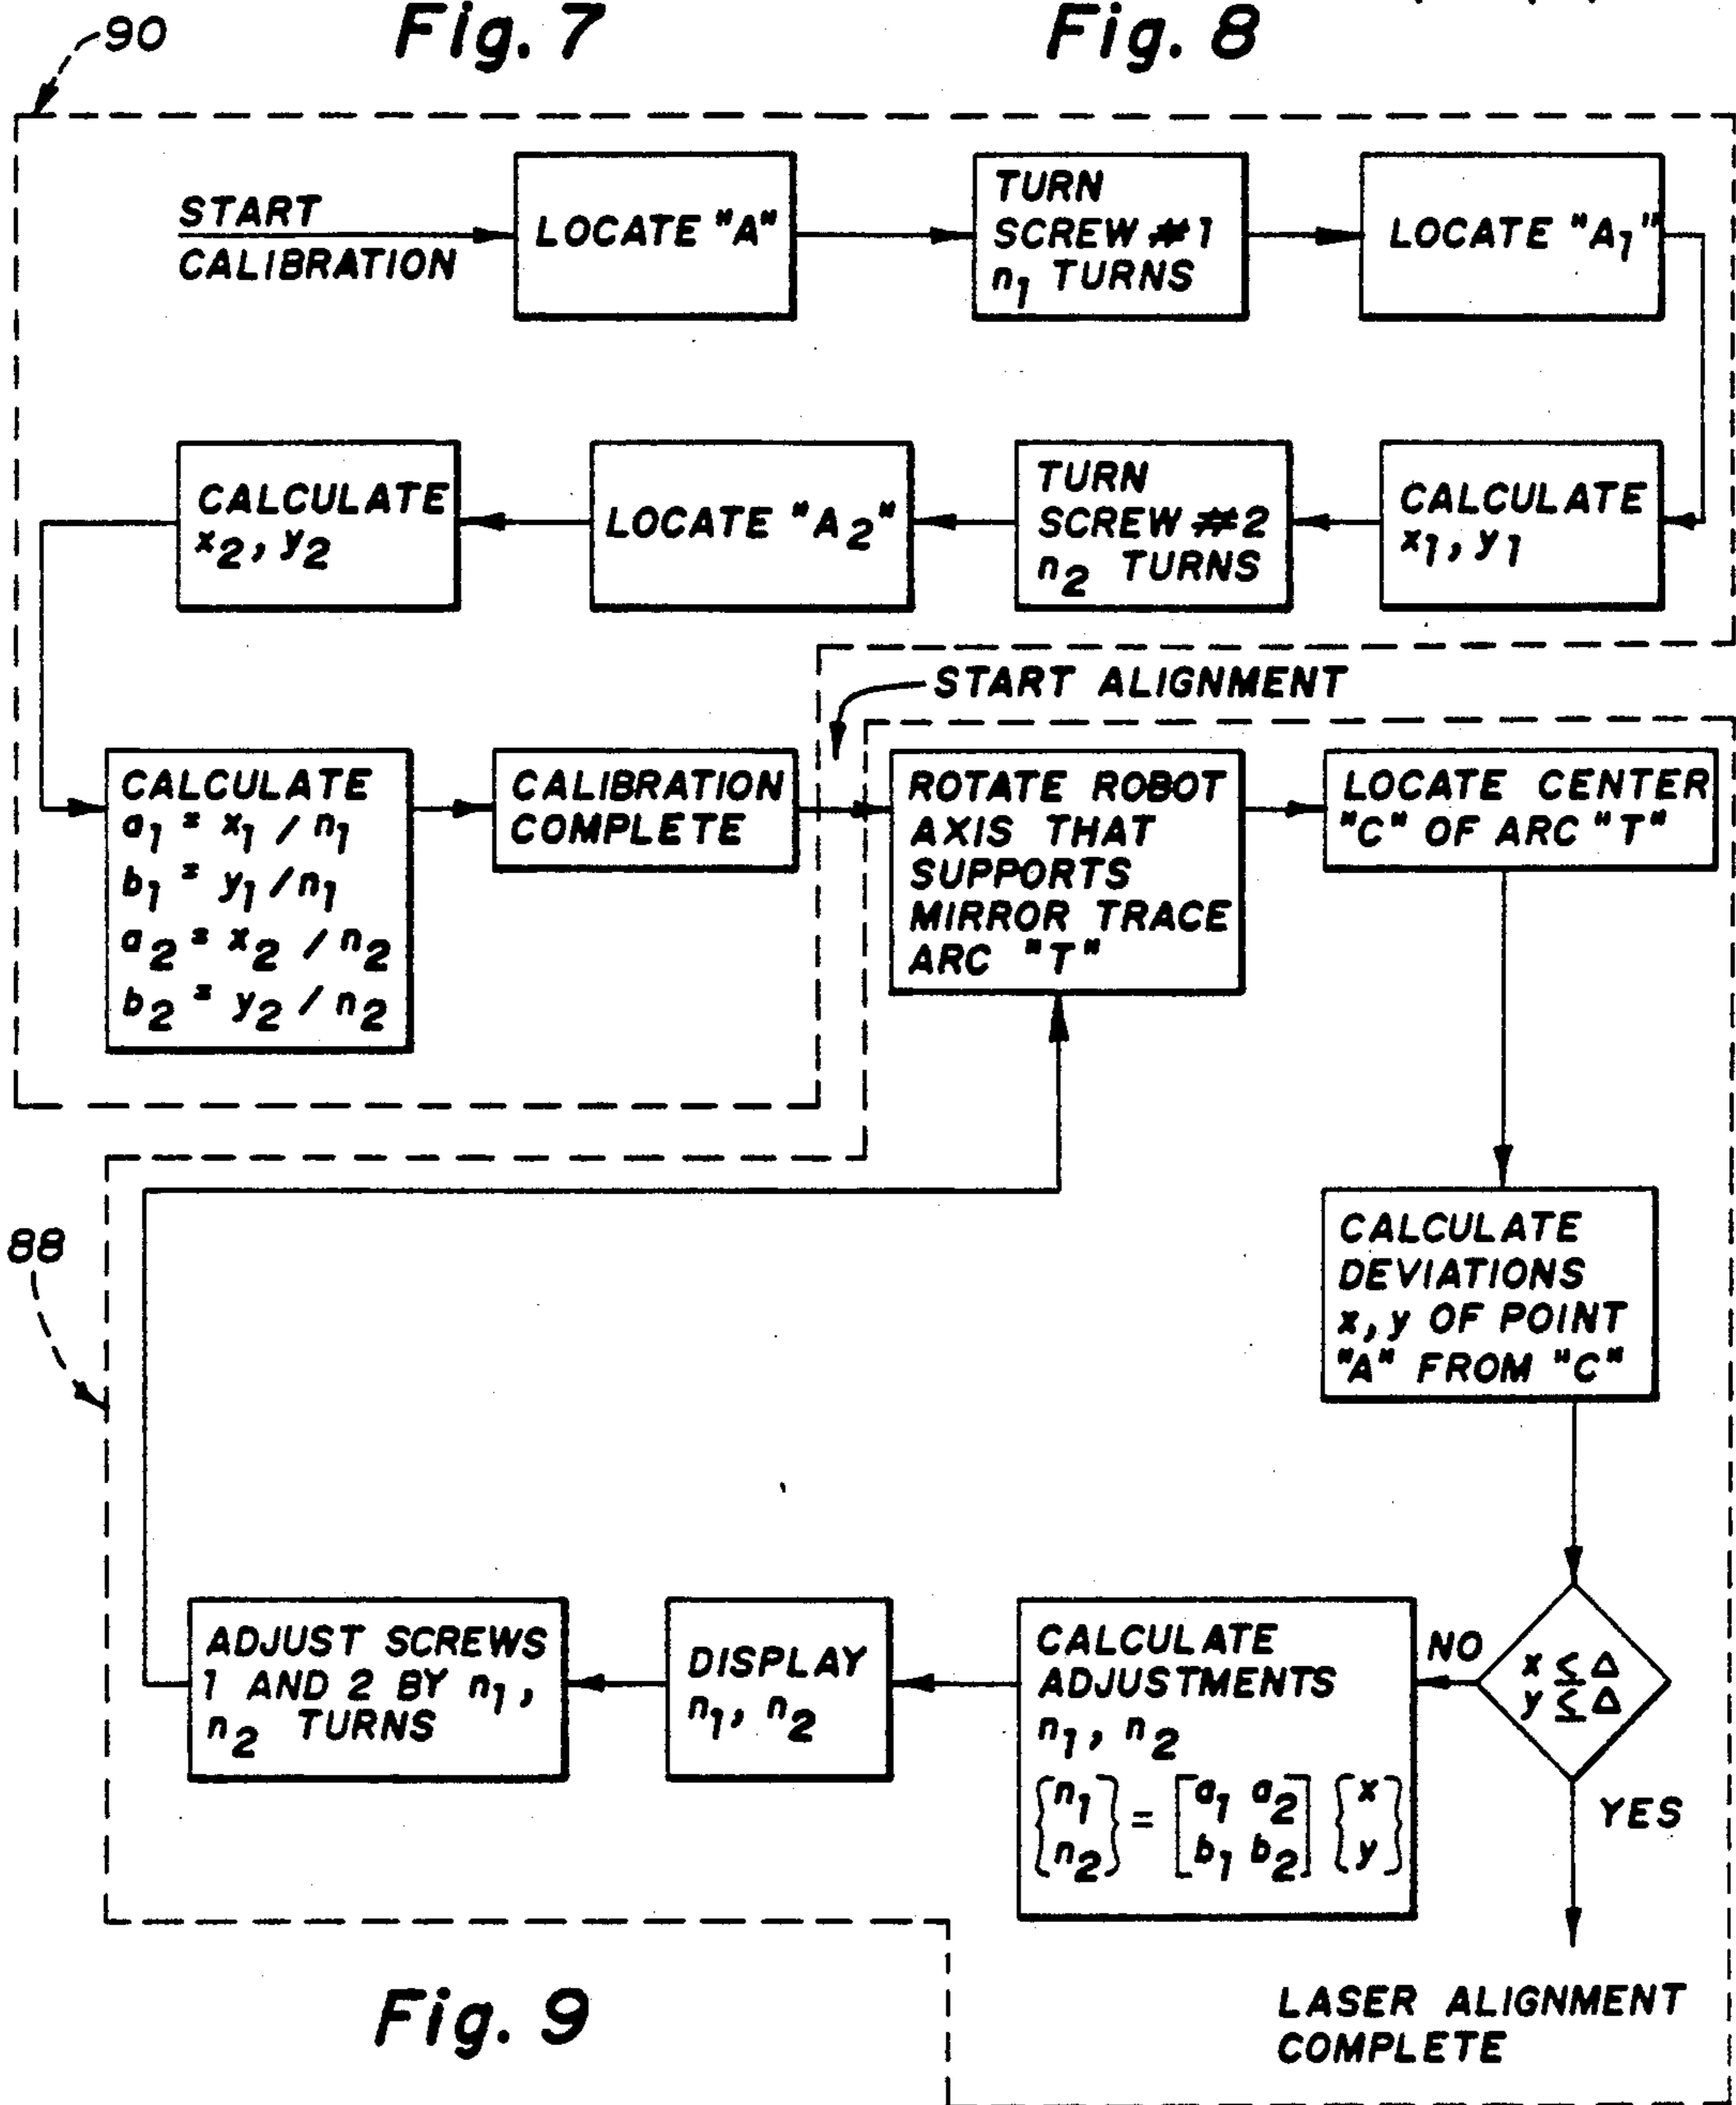 90
Fig. 7
Fig. 8
START
CALIBRATION
LOCATE "A"
TURN
SCREW #1
n1 TURNS
LOCATE "A1"
CALCULATE
x1, y1
TURN
SCREW #2
n2 TURNS
LOCATE "A2"
CALCULATE
x2, y2
CALCULATE
a1 = x1 / n1
b1 = y1 / n1
a2 = x2 / n2
b2 = y2 / n2
CALIBRATION
COMPLETE
START ALIGNMENT
ROTATE ROBOT
AXIS THAT
SUPPORTS
MIRROR TRACE
ARC "T"
LOCATE CENTER
"C" OF ARC "T"
CALCULATE
DEVIATIONS
x, y OF POINT
"A" FROM "C"
88
x ≤ Δ
y ≤ Δ
NO
YES
CALCULATE
ADJUSTMENTS
n1, n2
{n1} = [a1 a2] {x}
{n2} [b1 b2] {y}
DISPLAY
n1, n2
ADJUST SCREWS
1 AND 2 BY n1,
n2 TURNS
LASER ALIGNMENT
COMPLETE
Fig. 9